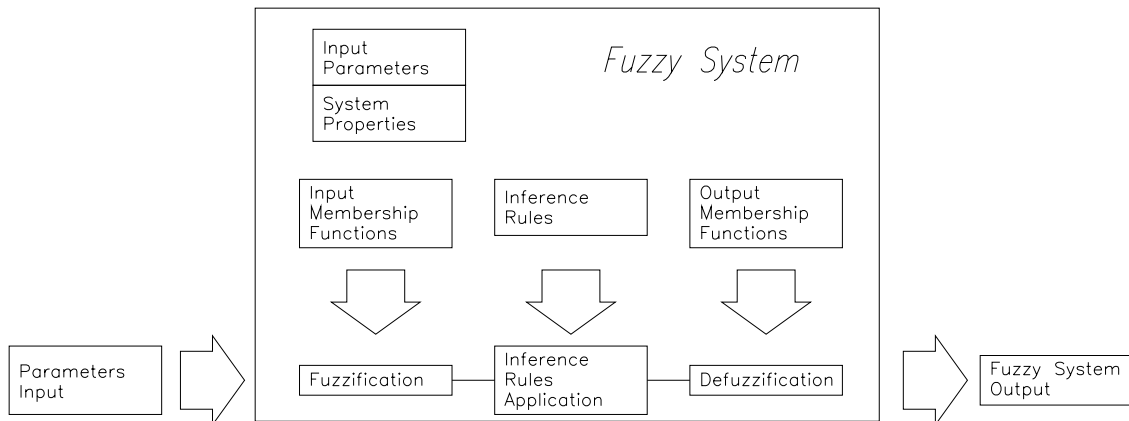 Input
Parameters
Fuzzy System
System
Properties
Input
Membership
Functions
Inference
Rules
Output
Membership
Functions
Parameters
Input
Fuzzification
Inference
Rules
Application
Defuzzification
Fuzzy System
Output